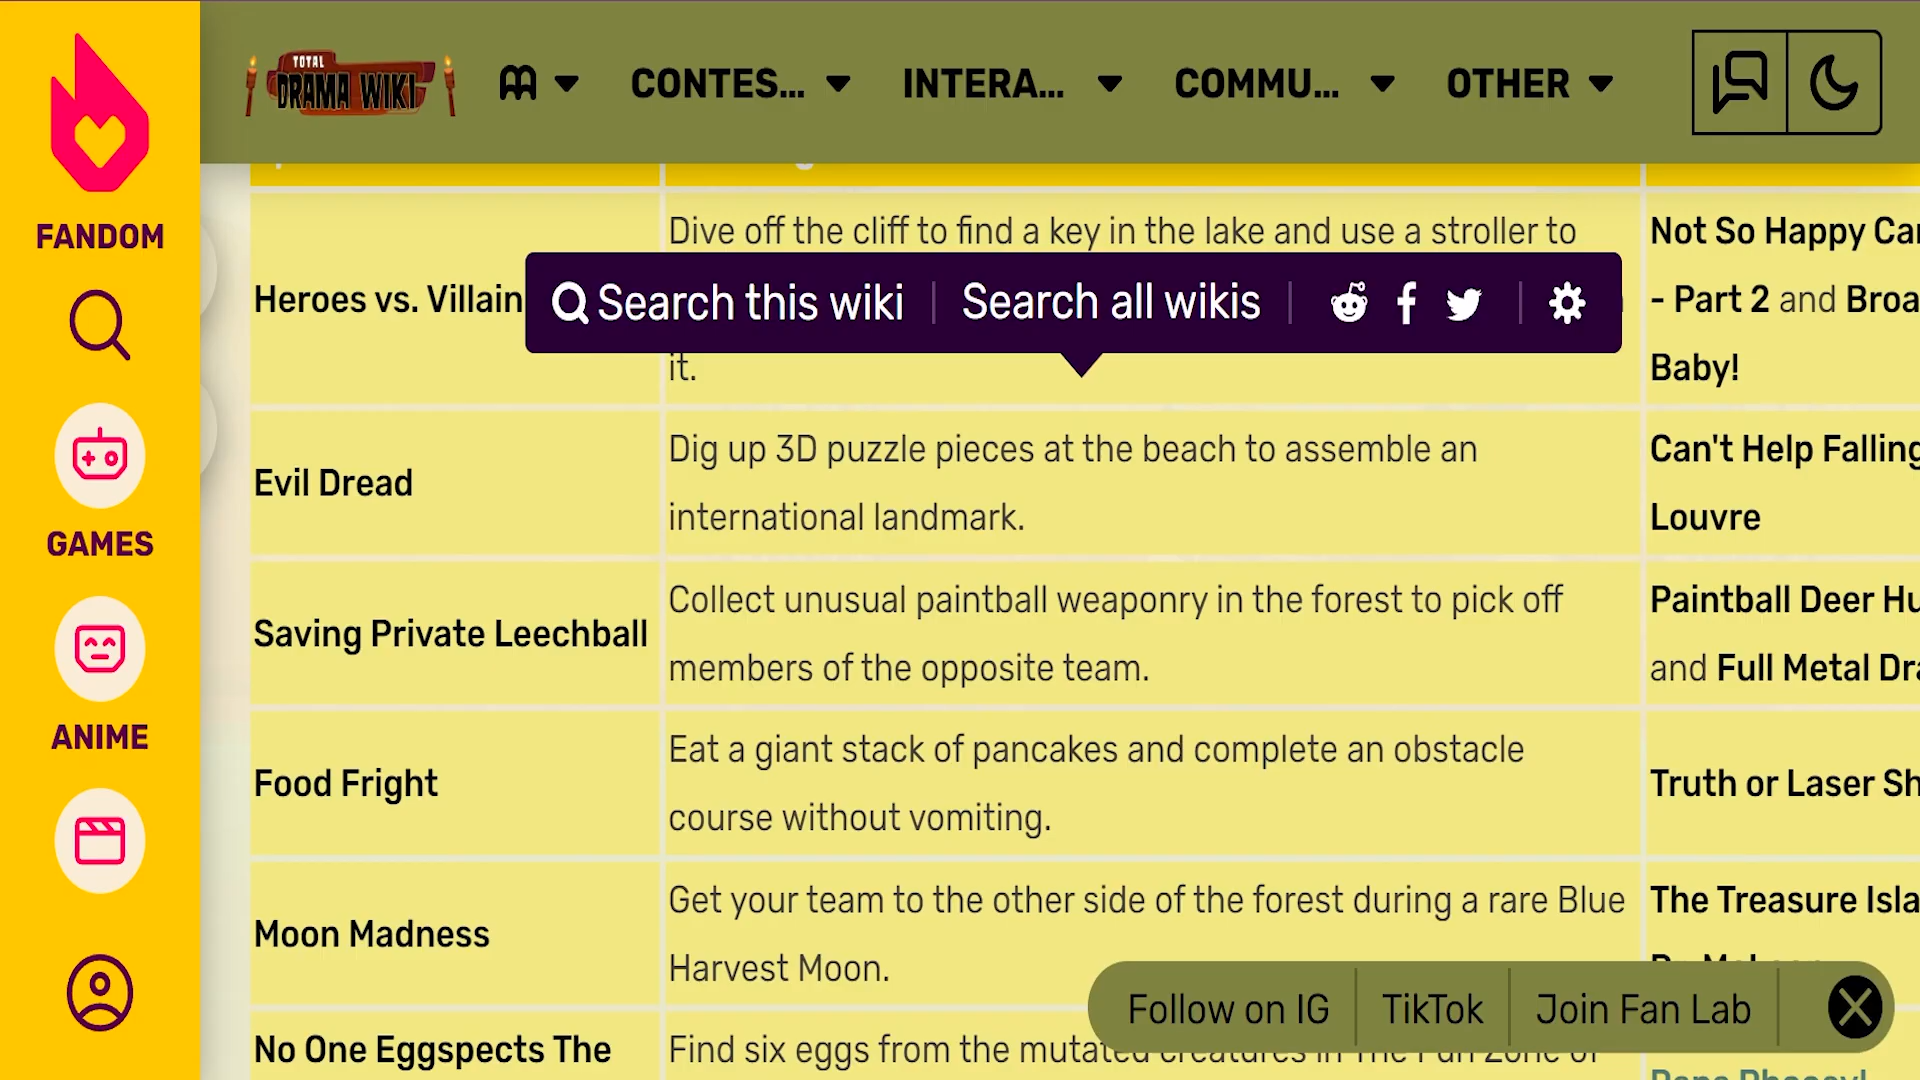 TOTAL
DRAMA WIKI
CONTES...
INTERA...
COMMU...
OTHER
FANDOM
GAMES
ANIME
Dive off the cliff to find a key in the lake and use a stroller to
Heroes vs. Villain
it.
Not So Happy
- Part 2 and
Baby!
Search this wiki
Search all wikis
Evil Dread
Dig up 3D puzzle pieces at the beach to assemble an
international landmark.
Can't Help Falling
Louvre
Saving Private Leechball
Collect unusual paintball weaponry in the forest to pick off
members of the opposite team.
Paintball Deer
and Full Metal
Food Fright
Eat a giant stack of pancakes and complete an obstacle
course without vomiting.
Truth or Laser
Moon Madness
Get your team to the other side of the forest during a rare Blue
Harvest Moon.
The Treasure
No One Eggspects The
Find six eggs from the mutated creatures in The Fun Zone of
Follow on IG
TikTok
Join Fan Lab